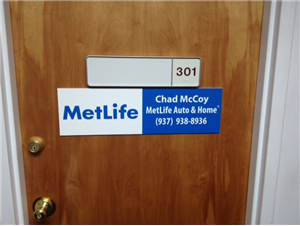 301
MetLife
Chad McCoy
MetLife Auto & Home®
(937) 938-8936